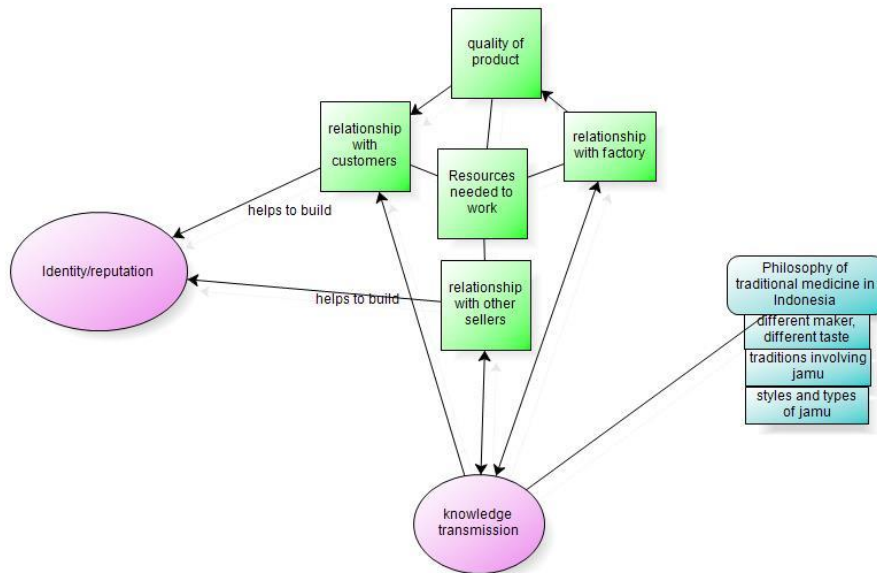 quality of
product
relationship
with
customers
relationship
with factory
Resources
needed to
work
helps to build
Identity/reputation
relationship
with other
sellers
helps to build
Philosophy of
traditional medicine in
Indonesia
different maker,
different taste
traditions involving
jamu
styles and types
of jamu
knowledge
transmission